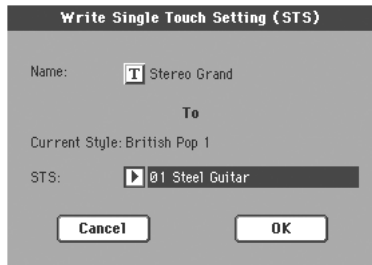 Write Single Touch Setting (STS)
Name: T Stereo Grand
To
Current Style: British Pop 1
STS: 01 Steel Guitar
Cancel OK